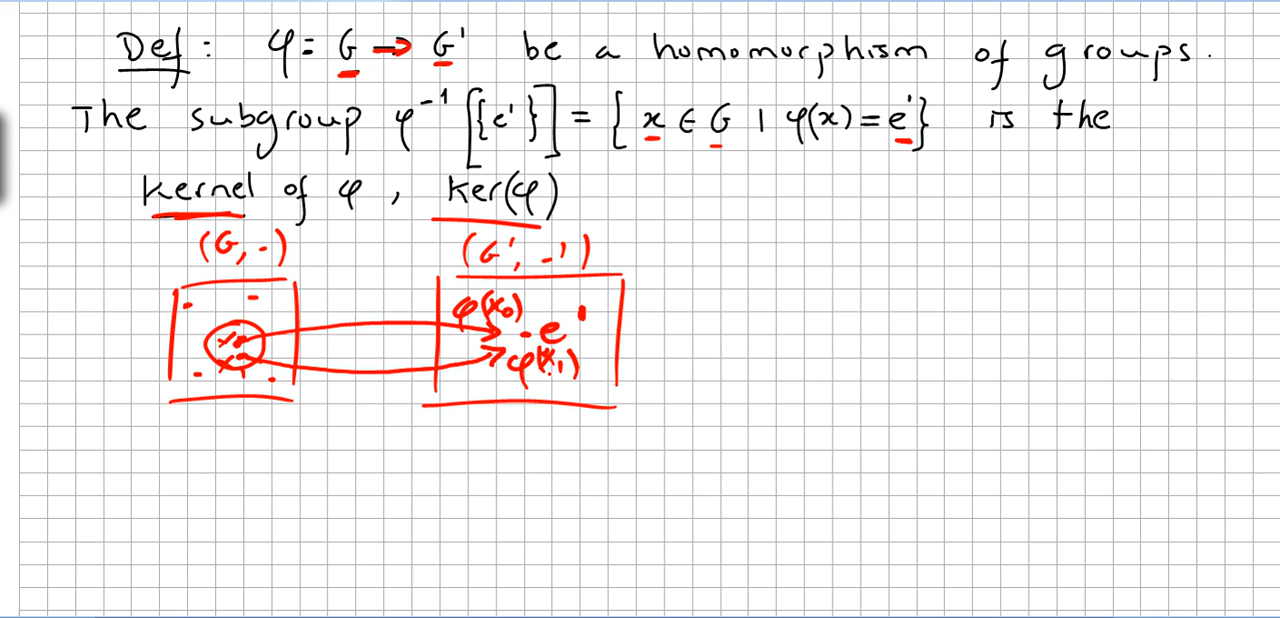 Def : φ= G → G' be a homomorphism of groups.
The subgroup φ⁻¹[{e'}] = { x ∈ G | φ(x) = e'} is the
kernel of φ , ker(φ)
(G, ·) (G', ·')
φ(x₀) · e'
x x φ(x₁)